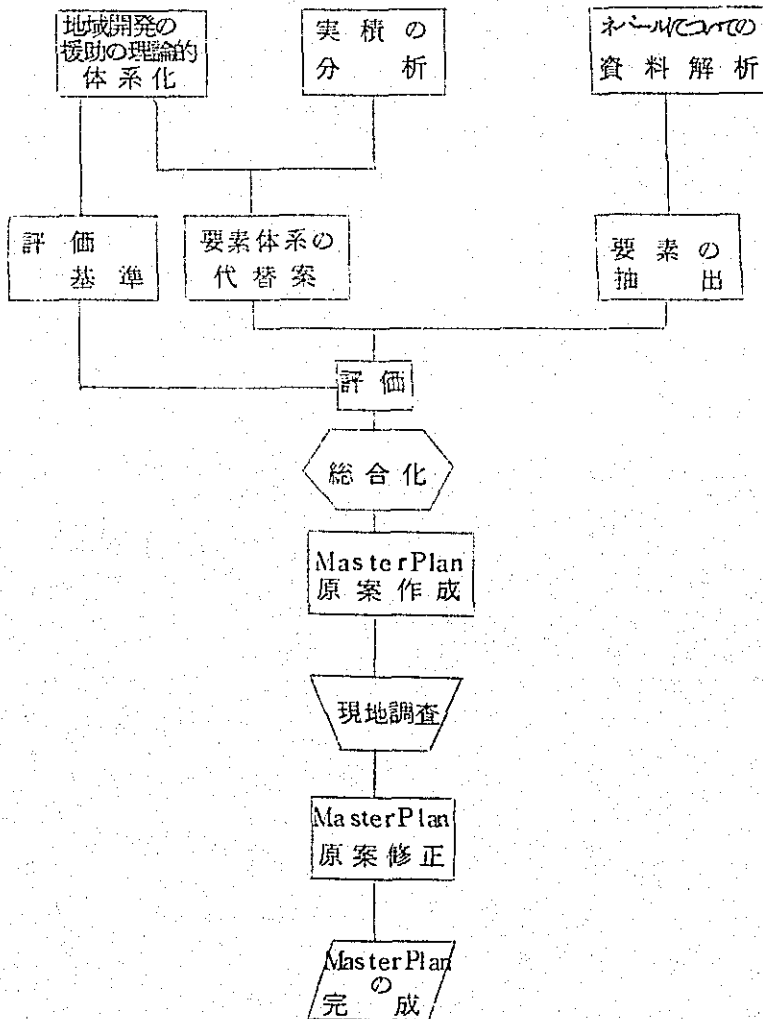 地域開発の
援助の理論的
体系化
実積の
分析
ネパールについての
資料解析
評価
基準
要素体系の
代替案
要素の
抽出
評価
総合化
MasterPlan
原案作成
現地調査
MasterPlan
原案修正
MasterPlan
の
完成